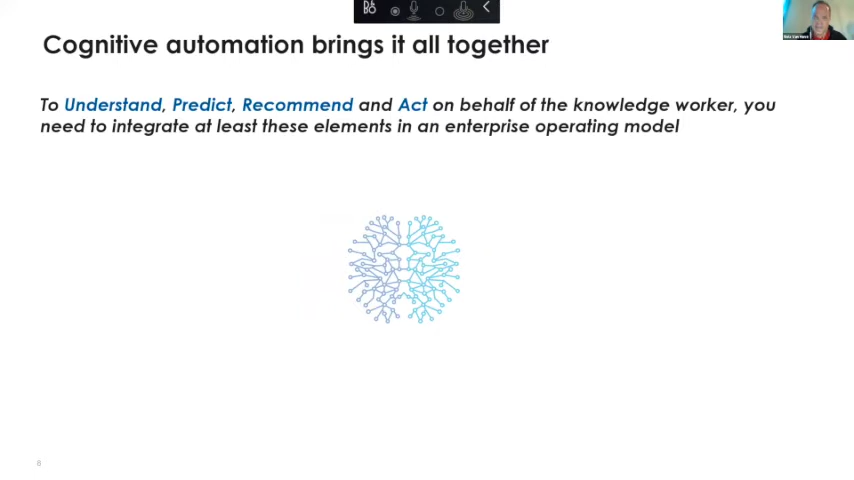 Cognitive automation brings it all together
To Understand, Predict, Recommend and Act on behalf of the knowledge worker, you
need to integrate at least these elements in an enterprise operating model
8